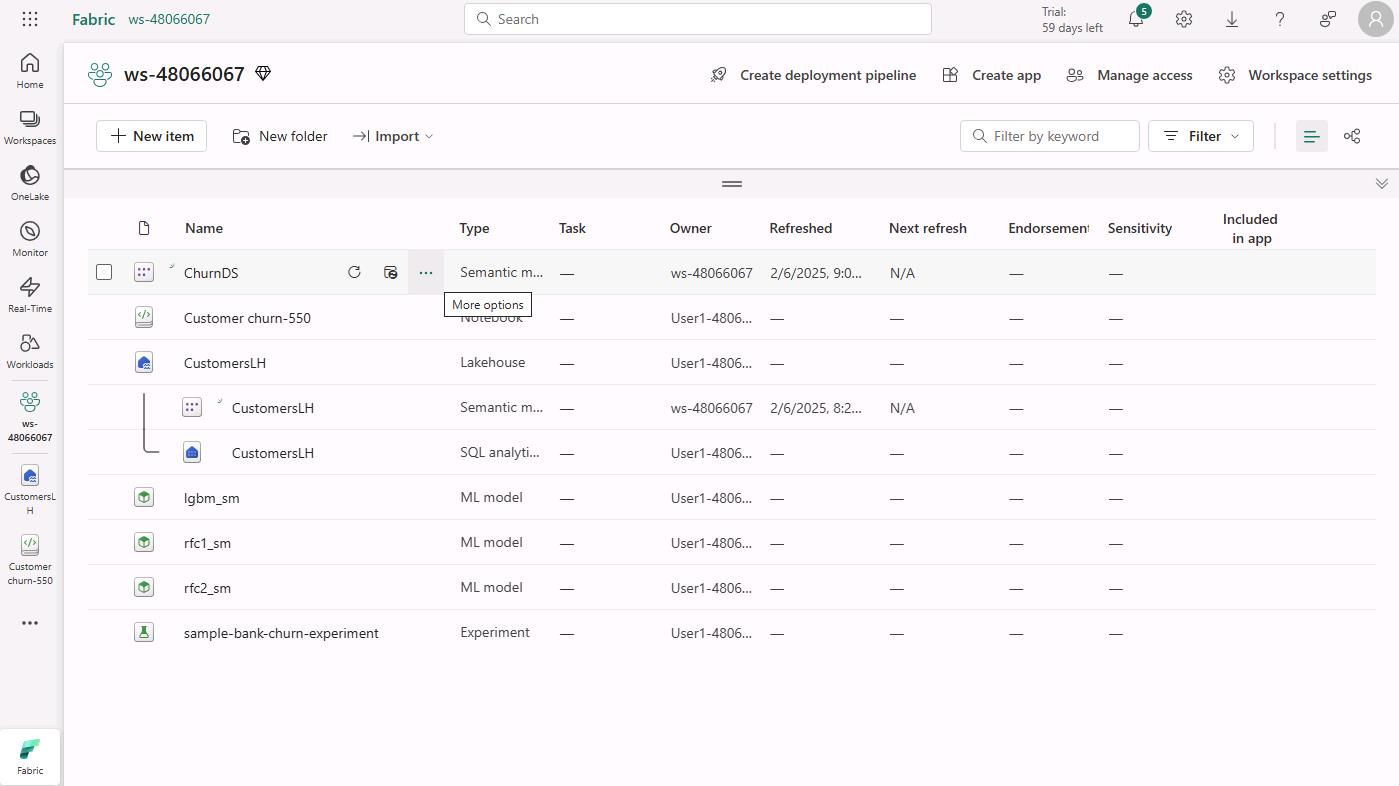 Fabric ws-48066067
Search
Trial:
59 days left
5
Home
Workspaces
OneLake
Monitor
Real-Time
Workloads
ws-
48066067
CustomersL
H
Customer
churn-550
Fabric
ws-48066067
Create deployment pipeline
Create app
Manage access
Workspace settings
New item
New folder
Import
Filter by keyword
Filter
Name Type Task Owner Refreshed Next refresh Endorsement Sensitivity Included
in app
ChurnDS Semantic m... — ws-48066067 2/6/2025, 9:0... N/A — —
More options
Customer churn-550 Notebook — User1-4806... — — — —
CustomersLH Lakehouse — User1-4806... — — — —
CustomersLH Semantic m... — ws-48066067 2/6/2025, 8:2... N/A — —
CustomersLH SQL analyti... — User1-4806... — — — —
lgbm_sm ML model — User1-4806... — — — —
rfc1_sm ML model — User1-4806... — — — —
rfc2_sm ML model — User1-4806... — — — —
sample-bank-churn-experiment Experiment — User1-4806... — — — —